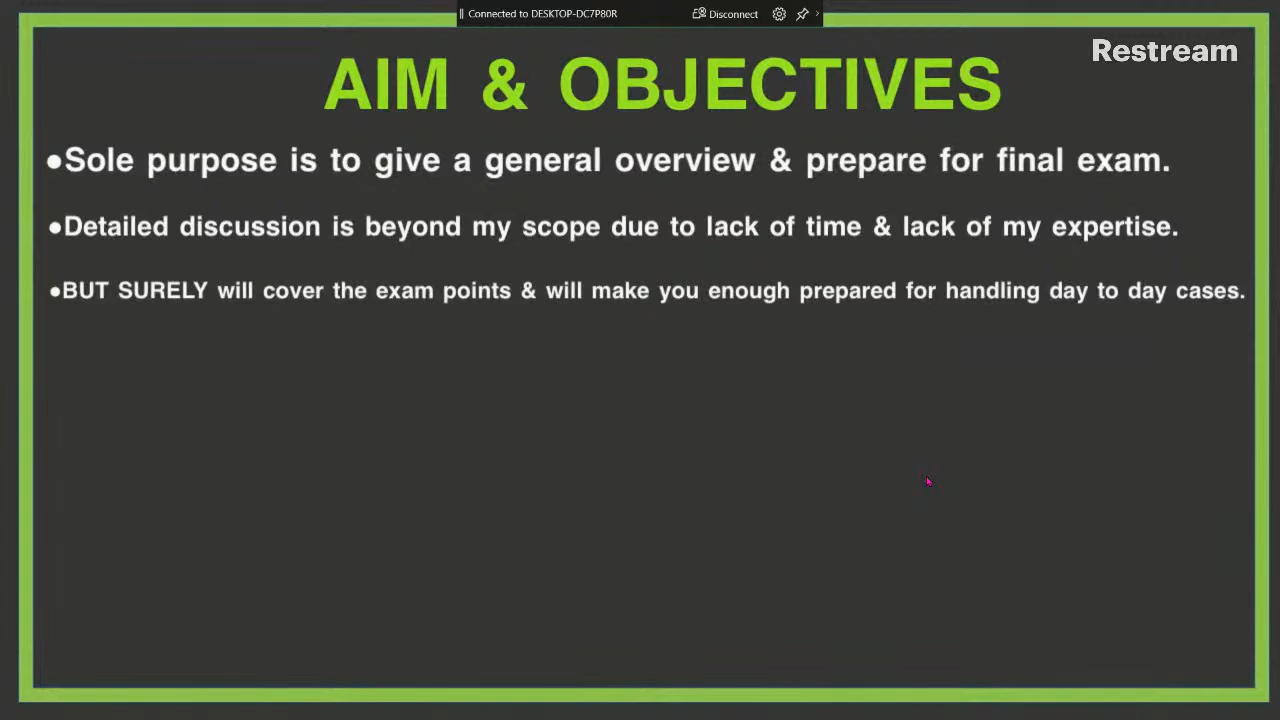 Connected to DESKTOP-DC7P80R Disconnect
Restream
AIM & OBJECTIVES
●Sole purpose is to give a general overview & prepare for final exam.
●Detailed discussion is beyond my scope due to lack of time & lack of my expertise.
●BUT SURELY will cover the exam points & will make you enough prepared for handling day to day cases.